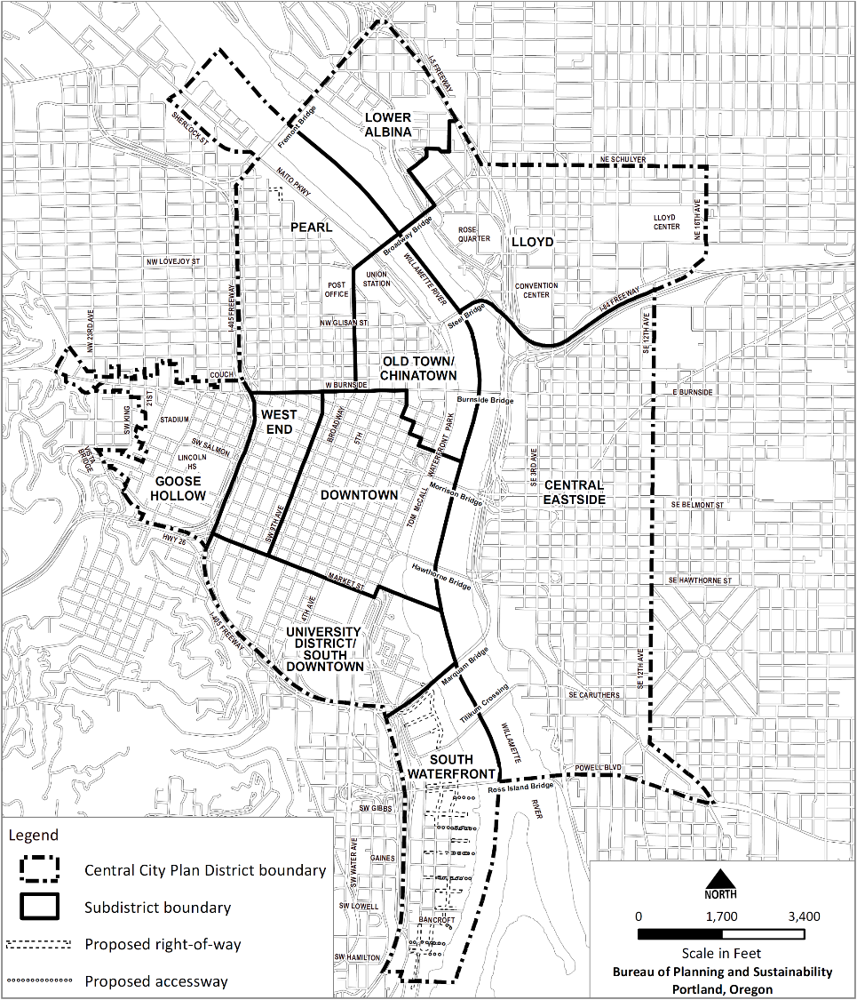 I-5 FREEWAY
LOWER
ALBINA
Fremont Bridge
SHERLOCK ST
NE SCHULYER
NAITO PKWY
NE 16TH AVE
LLOYD
CENTER
PEARL
Broadway Bridge
ROSE
QUARTER
LLOYD
NW LOVEJOY ST
UNION
STATION
WILLAMETTE RIVER
POST
OFFICE
CONVENTION
CENTER
I-405 FREEWAY
I-84 FREEWAY
Steel Bridge
NW GLISAN ST
NW 23RD AVE
SE 12TH AVE
OLD TOWN/
CHINATOWN
COUCH
W BURNSIDE
E BURNSIDE
Burnside Bridge
21ST
SW KING
STADIUM
WEST
END
BROADWAY
5TH
SW SALMON
LINCOLN
HS
VISTA
BRIDGE
TOM McCALL WATERFRONT PARK
SE 3RD AVE
GOOSE
HOLLOW
DOWNTOWN
Morrison Bridge
CENTRAL
EASTSIDE
SE BELMONT ST
SW 9TH AVE
HWY 26
Hawthorne Bridge
MARKET ST
SE HAWTHORNE ST
4TH AVE
I-405 FREEWAY
UNIVERSITY
DISTRICT/
SOUTH
DOWNTOWN
Marquam Bridge
SE 12TH AVE
Tilikum Crossing
SE CARUTHERS
WILLAMETTE
SOUTH
WATERFRONT
POWELL BLVD
Ross Island Bridge
RIVER
SW GIBBS
SW WATER AVE
GAINES
SW LOWELL
BANCROFT
SW HAMILTON
Legend
Central City Plan District boundary
Subdistrict boundary
Proposed right-of-way
Proposed accessway
NORTH
0 1,700 3,400
Scale in Feet
Bureau of Planning and Sustainability
Portland, Oregon